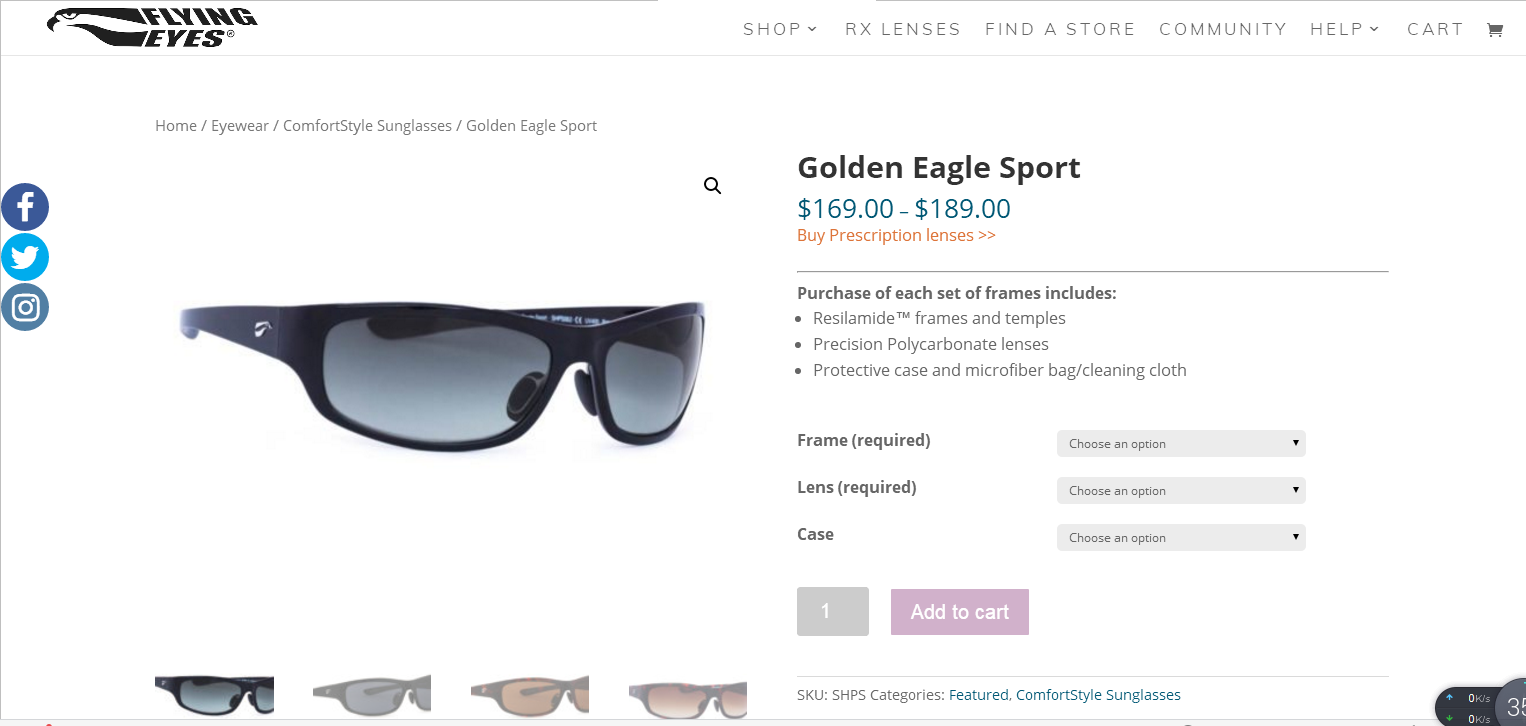 FLYING
EYES®
SHOP RX LENSES FIND A STORE COMMUNITY HELP CART
Home / Eyewear / ComfortStyle Sunglasses / Golden Eagle Sport
Golden Eagle Sport
$169.00 – $189.00
Buy Prescription lenses >>
Purchase of each set of frames includes:
• Resilamide™ frames and temples
• Precision Polycarbonate lenses
• Protective case and microfiber bag/cleaning cloth
Frame (required) Choose an option
Lens (required) Choose an option
Case Choose an option
1 Add to cart
SKU: SHPS Categories: Featured, ComfortStyle Sunglasses
0K/s
0K/s